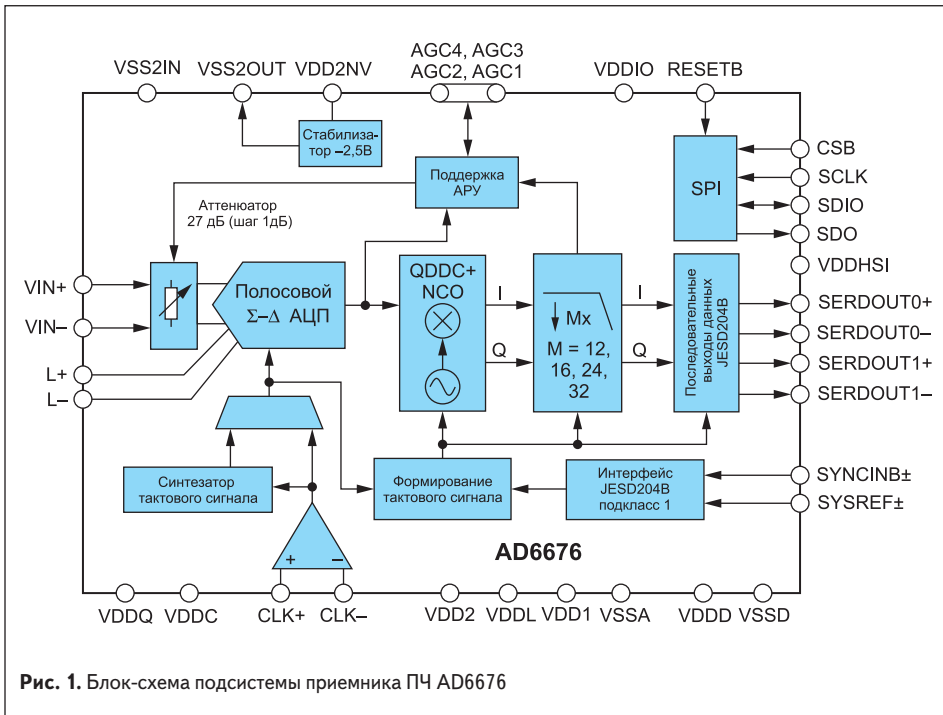 AGC4, AGC3
VSS2IN VSS2OUT VDD2NV AGC2, AGC1 VDDIO RESETB
Стабилиза-
тор –2,5В
Поддержка
АРУ
SPI
CSB
SCLK
SDIO
SDO
Аттенюатор
27 дБ (шаг 1дБ)
VDDHSI
VIN+
VIN–
L+
L–
Полосовой
Σ–Δ АЦП
QDDC+
NCO
I
Q
Mx
M = 12,
16, 24,
32
I
Q
Последовательные
выходы данных
JESD204B
SERDOUT0+
SERDOUT0–
SERDOUT1+
SERDOUT1–
Синтезатор
тактового сигнала
Формирование
тактового сигнала
Интерфейс
JESD204B
подкласс 1
SYNCINB±
SYSREF±
+ –
AD6676
VDDQ VDDC CLK+ CLK– VDD2 VDDL VDD1 VSSA VDDD VSSD
Рис. 1. Блок-схема подсистемы приемника ПЧ AD6676